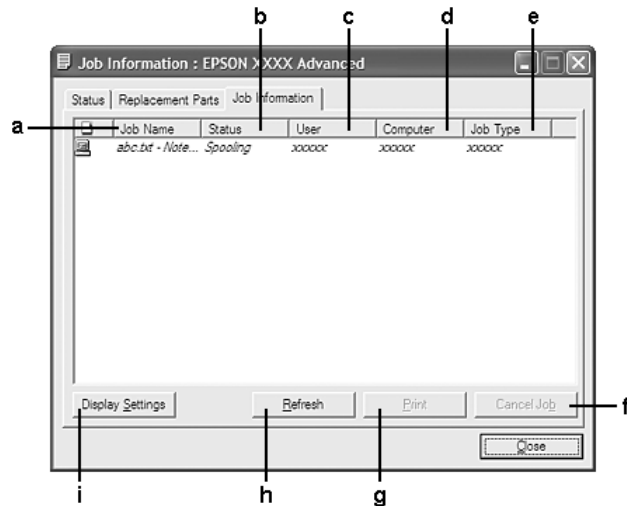 b c d e
Job Information : EPSON XXXX Advanced
Status Replacement Parts Job Information
a
Job Name Status User Computer Job Type
abc.txt - Note... Spooling xxxxx xxxxx xxxxx
Display Settings Refresh Print Cancel Job
f
Close
i h g